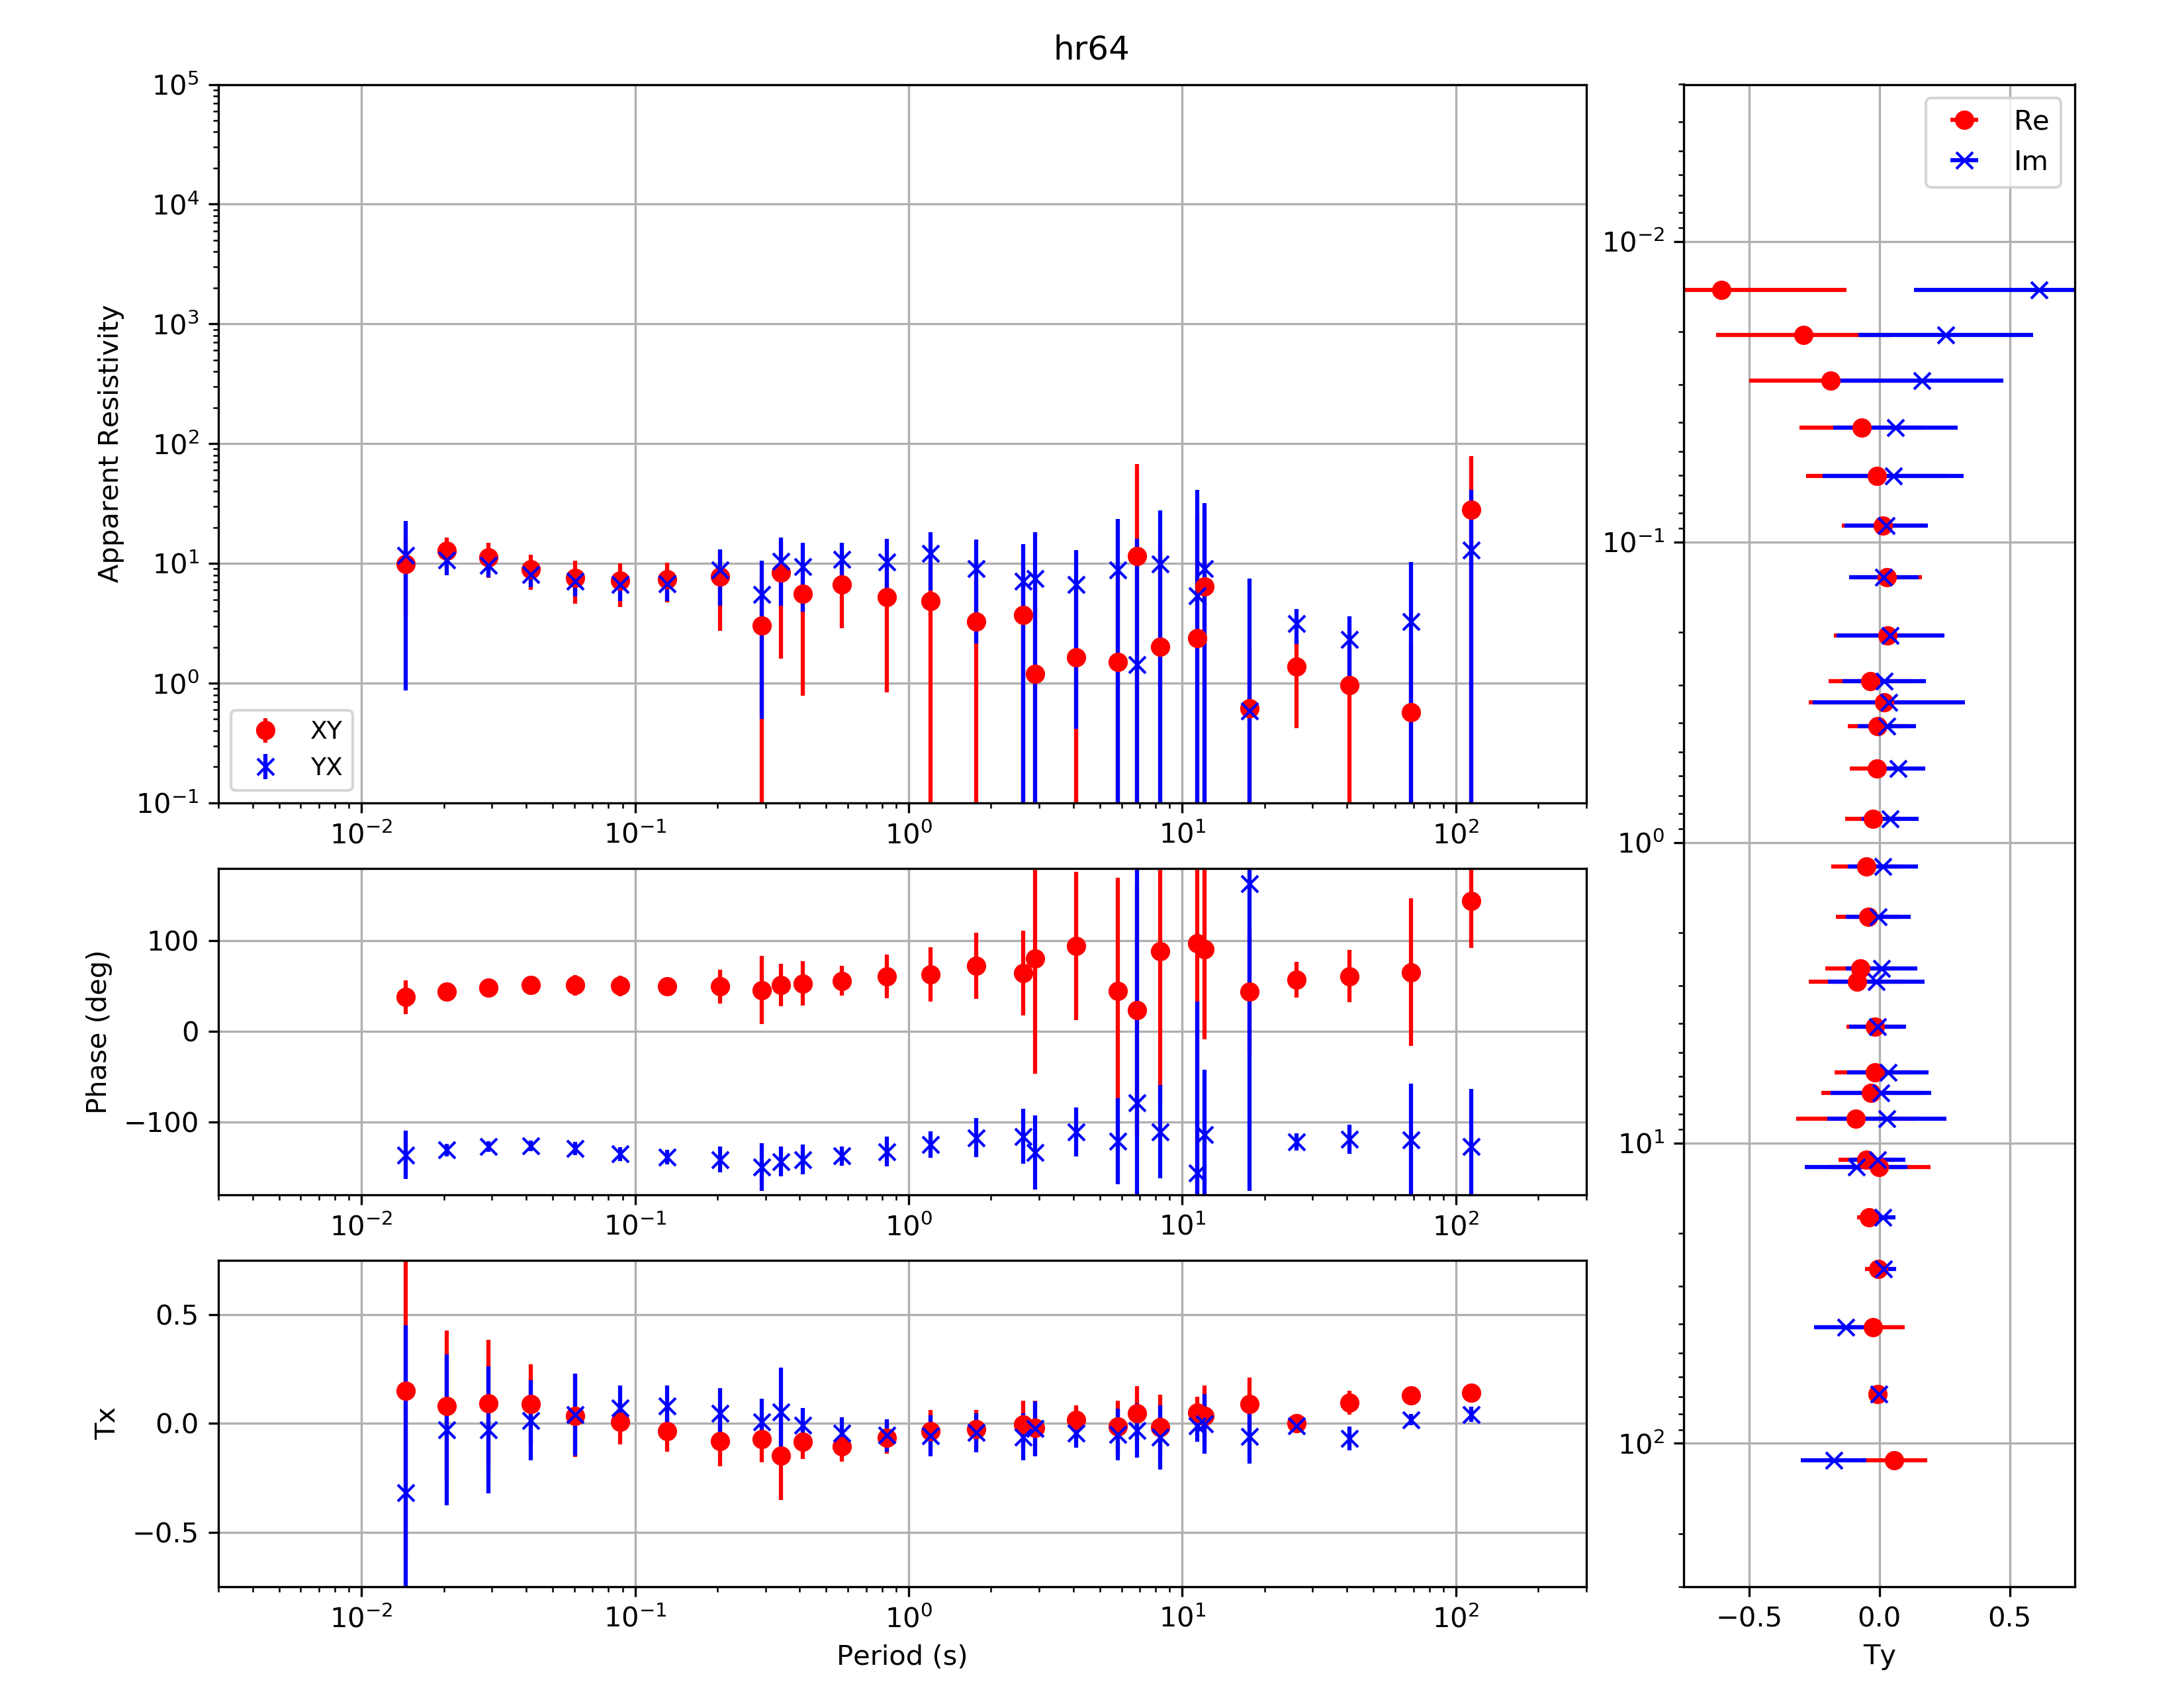 hr64
Apparent Resistivity
10^5
10^4
10^3
10^2
10^1
10^0
10^−1
XY
YX
10^−2 10^−1 10^0 10^1 10^2
Phase (deg)
100
0
−100
10^−2 10^−1 10^0 10^1 10^2
Tx
0.5
0.0
−0.5
10^−2 10^−1 10^0 10^1 10^2
Period (s)
Re
Im
10^−2
10^−1
10^0
10^1
10^2
−0.5 0.0 0.5
Ty